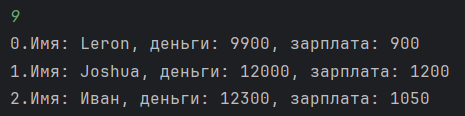 9
0.Имя: Leron, деньги: 9900, зарплата: 900
1.Имя: Joshua, деньги: 12000, зарплата: 1200
2.Имя: Иван, деньги: 12300, зарплата: 1050